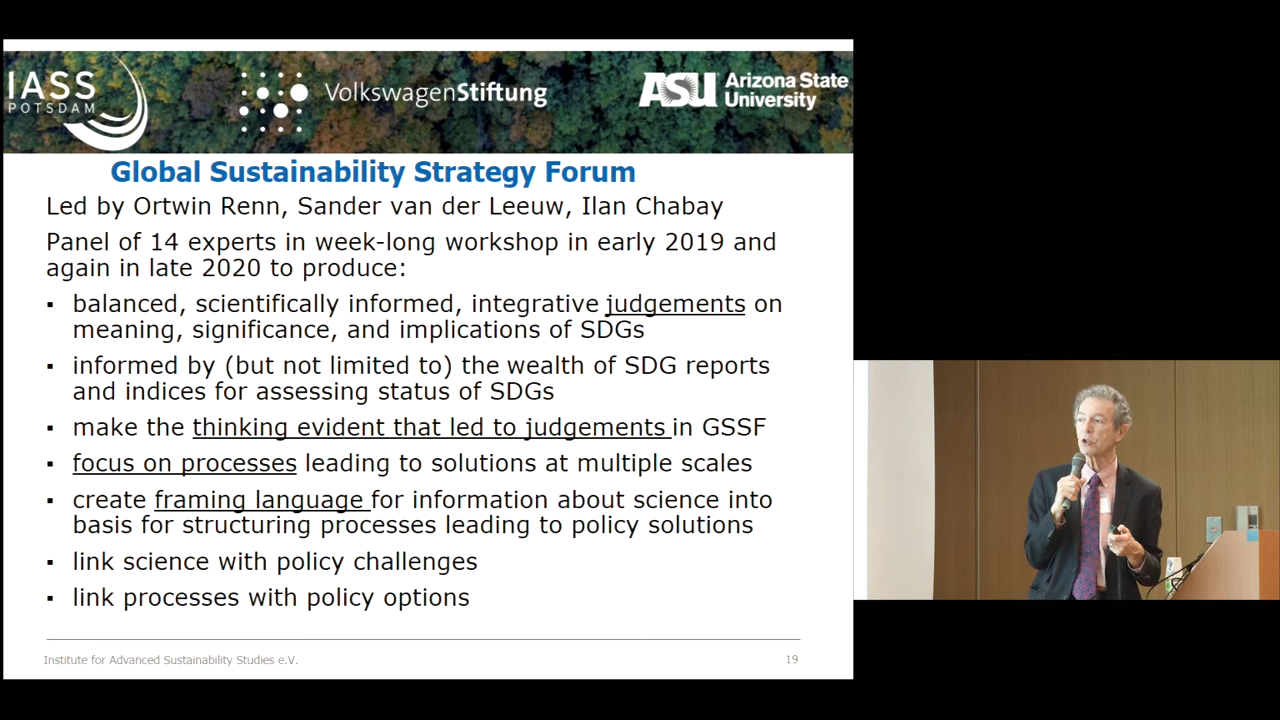 IASS
POTSDAM
VolkswagenStiftung
ASU Arizona State
University
Global Sustainability Strategy Forum
Led by Ortwin Renn, Sander van der Leeuw, Ilan Chabay
Panel of 14 experts in week-long workshop in early 2019 and
again in late 2020 to produce:
▪ balanced, scientifically informed, integrative judgements on
meaning, significance, and implications of SDGs
▪ informed by (but not limited to) the wealth of SDG reports
and indices for assessing status of SDGs
▪ make the thinking evident that led to judgements in GSSF
▪ focus on processes leading to solutions at multiple scales
▪ create framing language for information about science into
basis for structuring processes leading to policy solutions
▪ link science with policy challenges
▪ link processes with policy options
Institute for Advanced Sustainability Studies e.V.
19